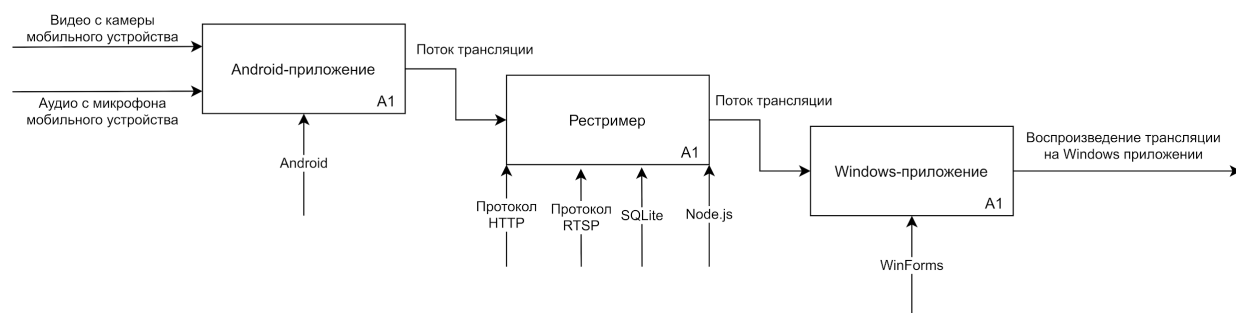 Видео с камеры
мобильного устройства
Аудио с микрофона
мобильного устройства
Android-приложение
A1
Android
Поток трансляции
Рестример
A1
Протокол
HTTP
Протокол
RTSP
SQLite
Node.js
Поток трансляции
Windows-приложение
A1
WinForms
Воспроизведение трансляции
на Windows приложении